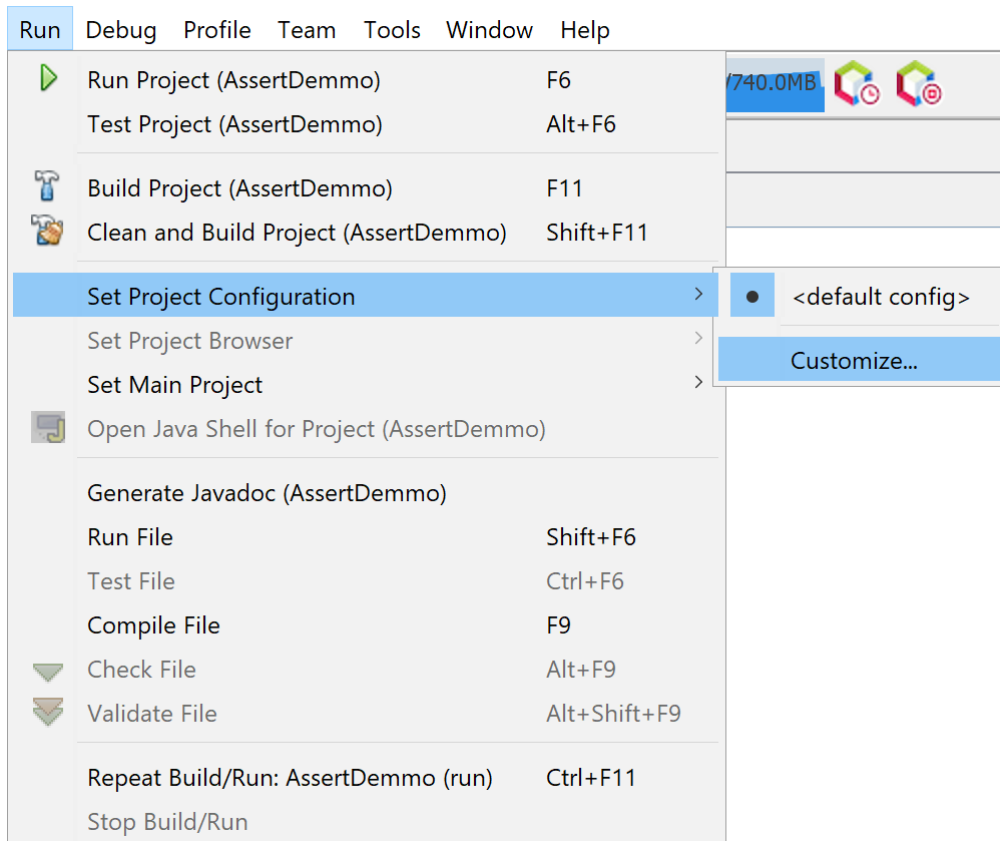 Run Debug Profile Team Tools Window Help
Run Project (AssertDemmo) F6
/740.0MB
Test Project (AssertDemmo) Alt+F6
Build Project (AssertDemmo) F11
Clean and Build Project (AssertDemmo) Shift+F11
Set Project Configuration > <default config>
Set Project Browser >
Customize...
Set Main Project >
Open Java Shell for Project (AssertDemmo)
Generate Javadoc (AssertDemmo)
Run File Shift+F6
Test File Ctrl+F6
Compile File F9
Check File Alt+F9
Validate File Alt+Shift+F9
Repeat Build/Run: AssertDemmo (run) Ctrl+F11
Stop Build/Run